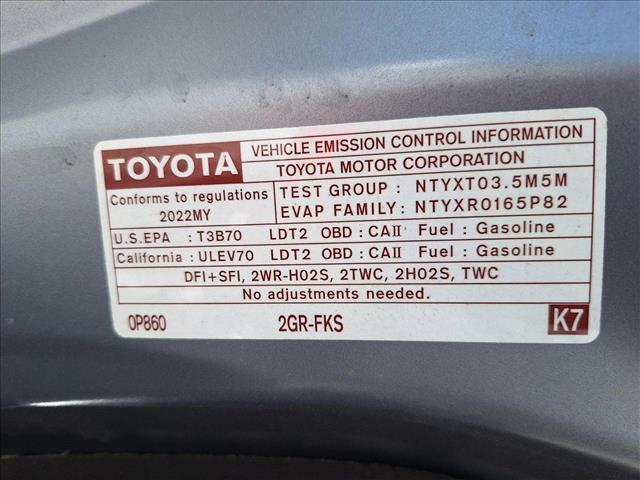 TOYOTA
VEHICLE EMISSION CONTROL INFORMATION
TOYOTA MOTOR CORPORATION
Conforms to regulations
2022MY
TEST GROUP : NTYXT03.5M5M
EVAP FAMILY: NTYXR0165P82
U.S.EPA : T3B70 LDT2 OBD : CAII Fuel : Gasoline
California : ULEV70 LDT2 OBD : CAII Fuel : Gasoline
DFI+SFI, 2WR-HO2S, 2TWC, 2HO2S, TWC
No adjustments needed.
0P860 2GR-FKS K7